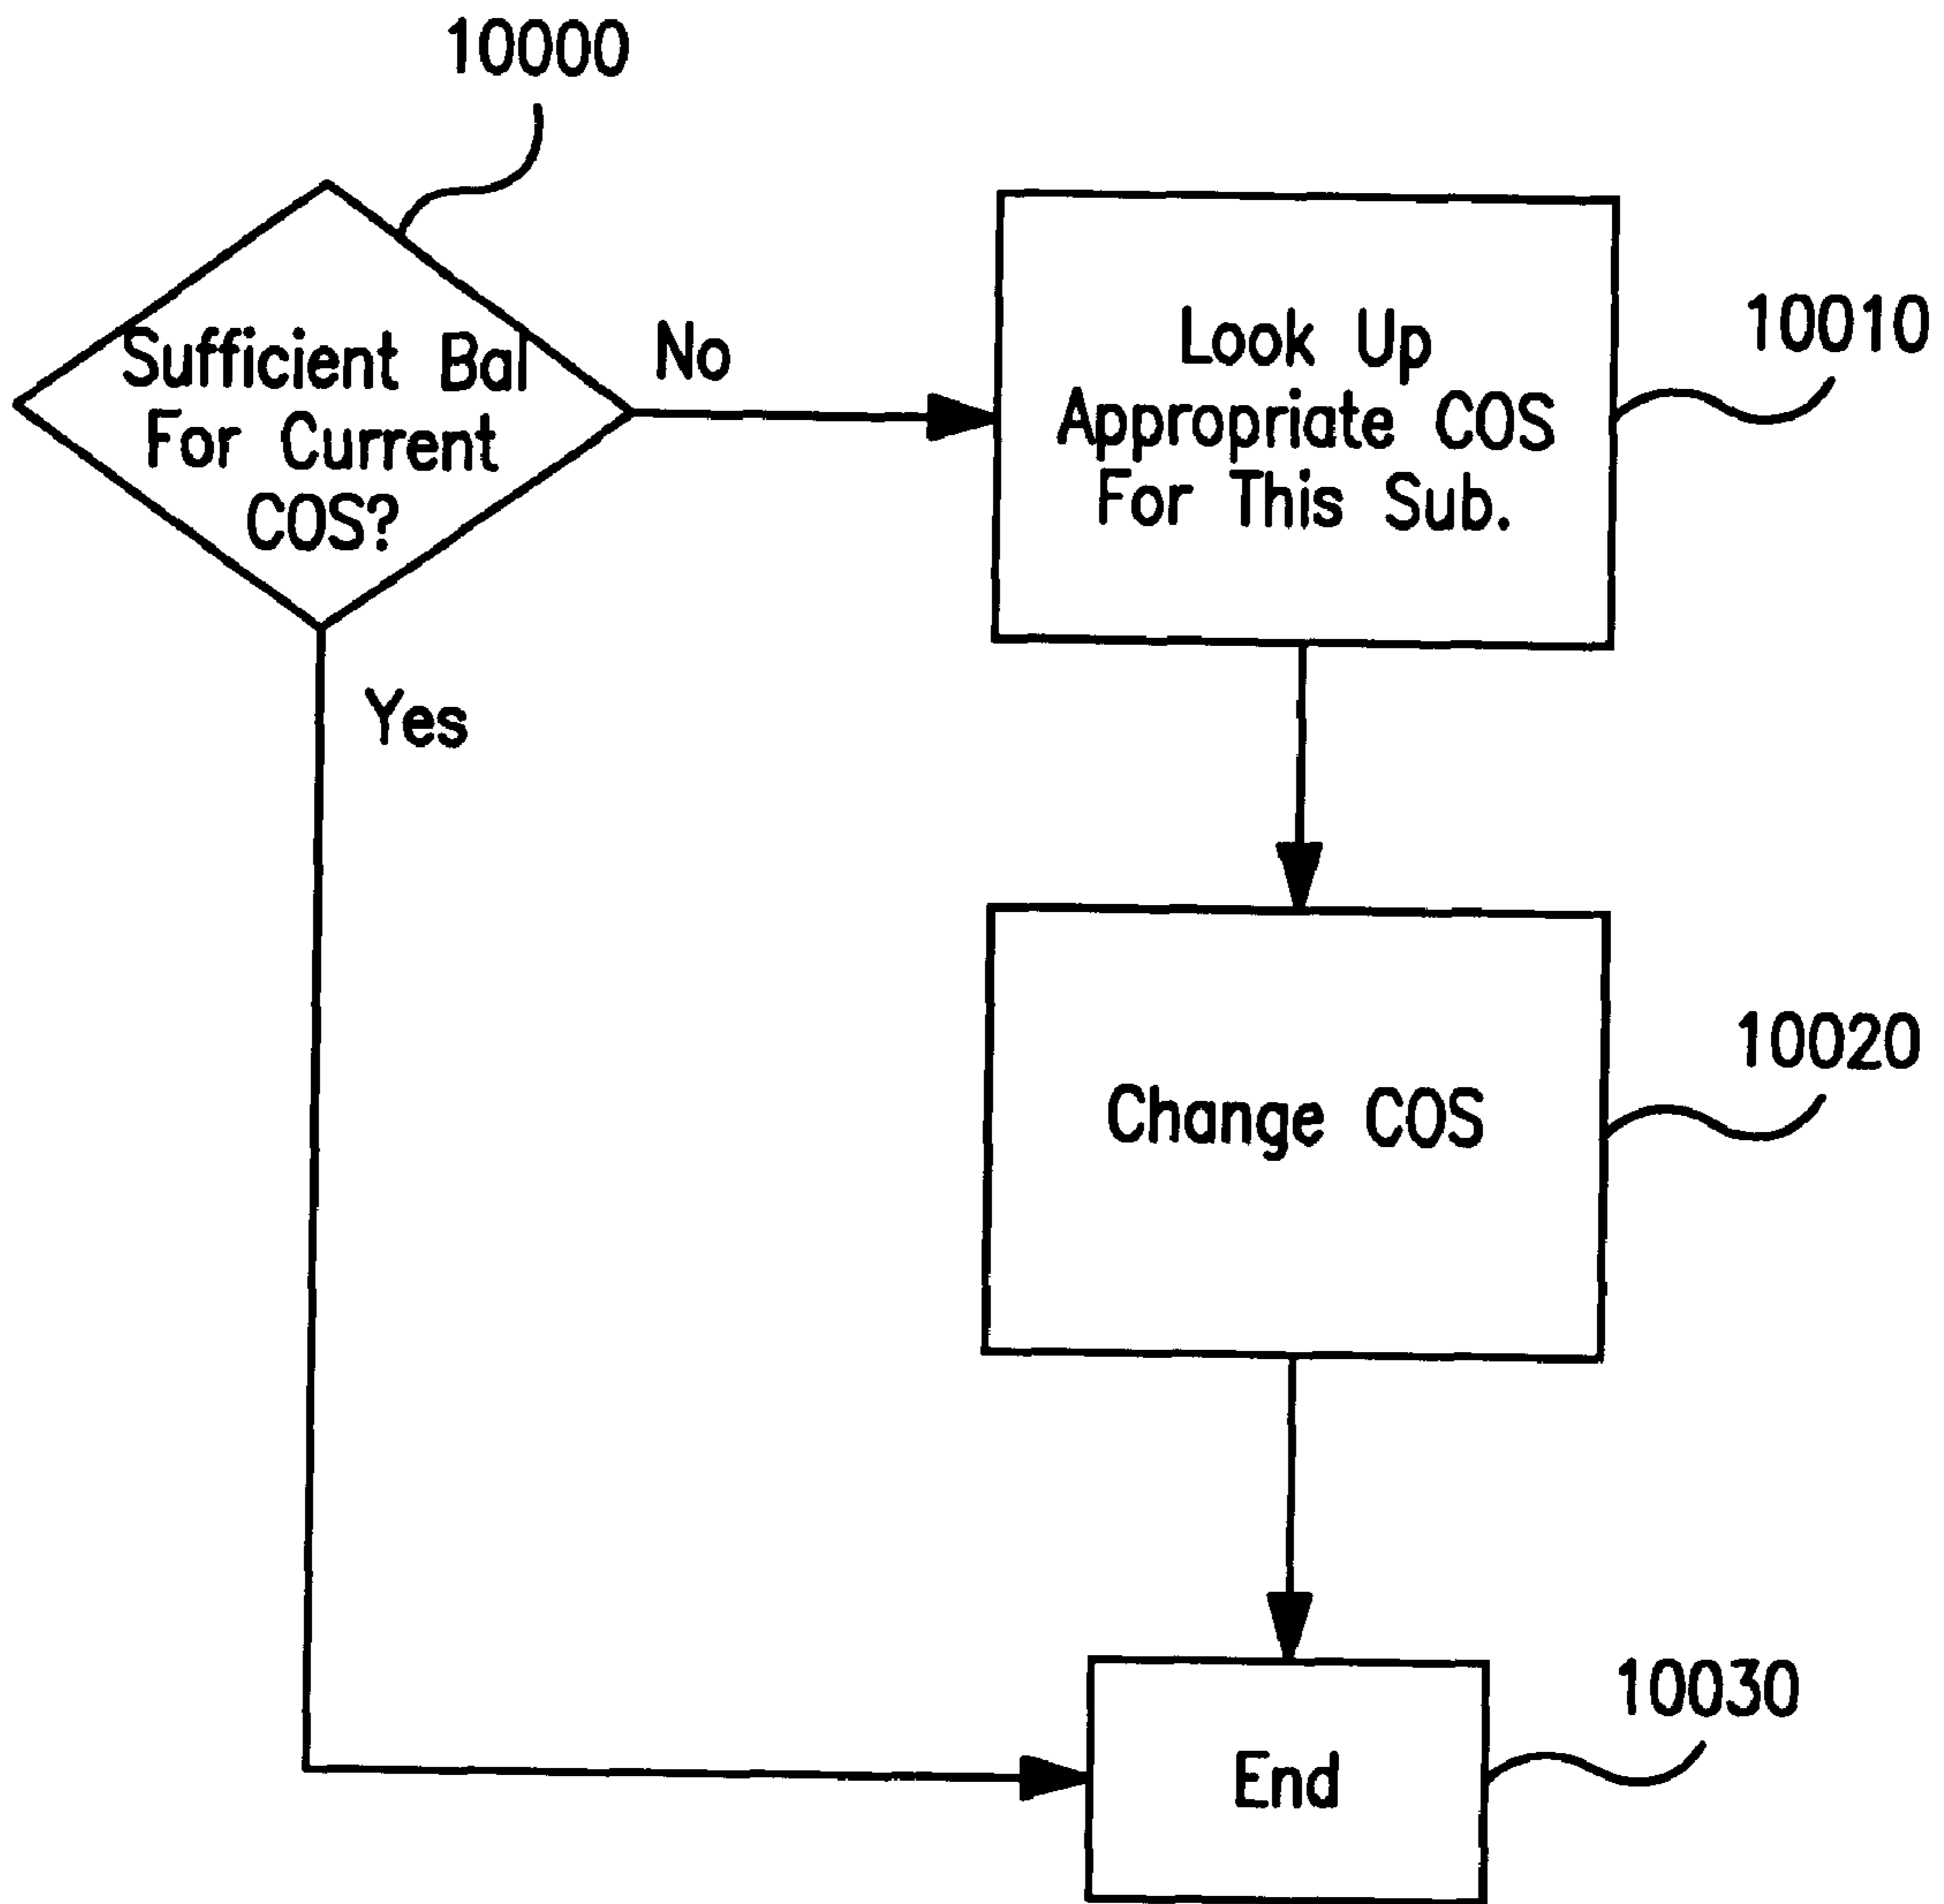 10000
Sufficient Bal
For Current
COS?
No
Yes
Look Up
Appropriate COS
For This Sub.
10010
Change COS
10020
End
10030